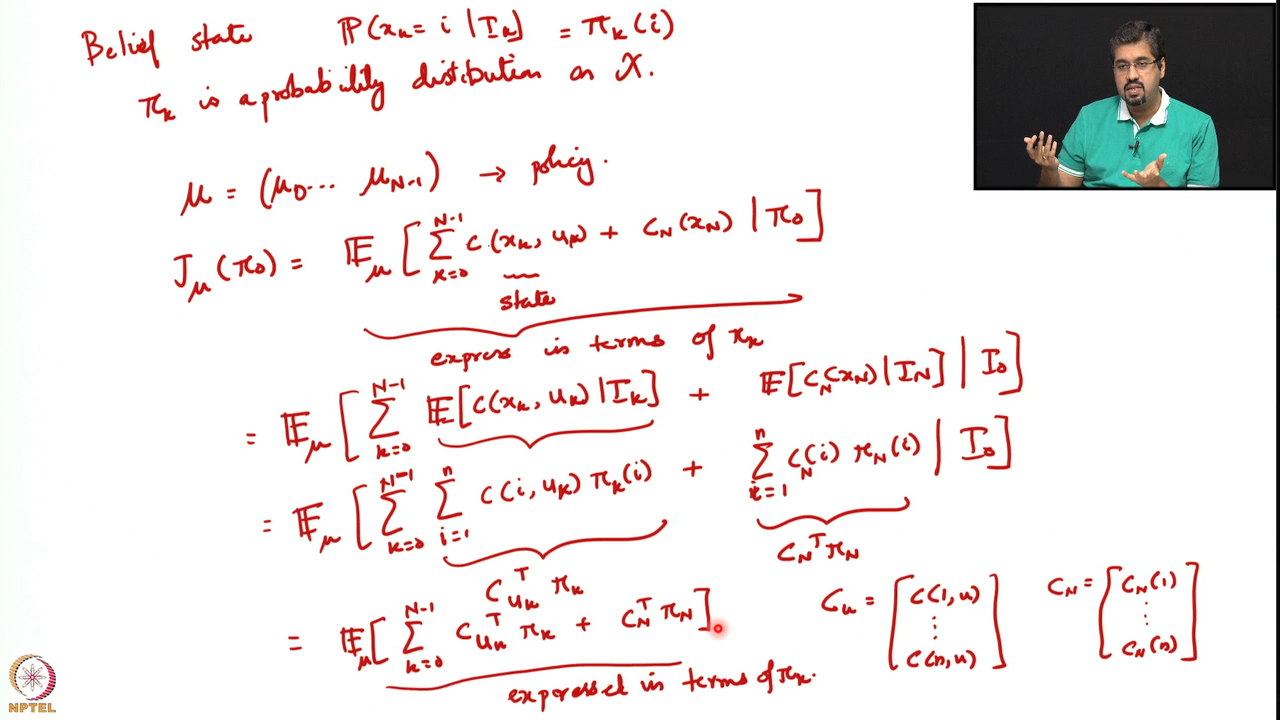 Belief state P(x_k = i | I_k] = π_k(i)
π_k is a probability distribution on X.
μ = (μ_0 ... μ_{N-1}) → policy.
J_μ(π_0) = E_μ [ Σ_{k=0}^{N-1} c(x_k, u_k) + c_N(x_N) | π_0 ]
state
express in terms of π_k
= E_μ [ Σ_{k=0}^{N-1} E[c(x_k, u_k) | I_k] + E[c_N(x_N) | I_N] | I_0 ]
= E_μ [ Σ_{k=0}^{N-1} Σ_{i=1}^{n} c(i, u_k) π_k(i) + Σ_{i=1}^{n} c_N(i) π_N(i) | I_0 ]
C_{u_k}^T π_k
C_N^T π_N
= E_μ [ Σ_{k=0}^{N-1} C_{u_k}^T π_k + C_N^T π_N ]
C_u = [ c(1, u) ⋮ c(n, u) ]
C_N = [ C_N(1) ⋮ C_N(n) ]
expressed in terms of π_k.
NPTEL